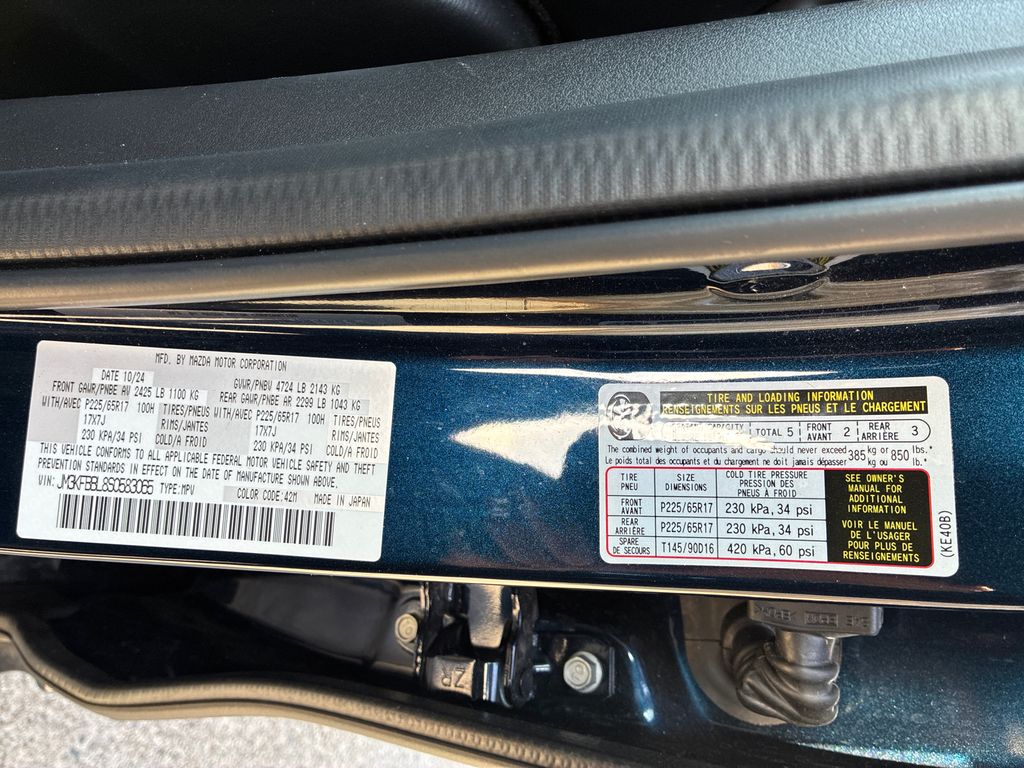 MFD. BY MAZDA MOTOR CORPORATION
DATE 10/24
GVWR/PNBV 4724 LB 2143 KG
FRONT GAWR/PNBE AV 2425 LB 1100 KG
REAR GAWR/PNBE AR 2299 LB 1043 KG
WITH/AVEC P225/65R17 100H TIRES/PNEUS WITH/AVEC P225/65R17 100H TIRES/PNEUS
17X7J RIMS/JANTES 17X7J RIMS/JANTES
230 KPA/34 PSI COLD/A FROID 230 KPA/34 PSI COLD/A FROID
THIS VEHICLE CONFORMS TO ALL APPLICABLE FEDERAL MOTOR VEHICLE SAFETY AND THEFT
PREVENTION STANDARDS IN EFFECT ON THE DATE OF MANUFACTURE SHOWN ABOVE.
VIN: JM3KFBBL8S0583065 TYPE:MPV
COLOR CODE:42M MADE IN JAPAN
TIRE AND LOADING INFORMATION
RENSEIGNEMENTS SUR LES PNEUS ET LE CHARGEMENT
CAPACITY TOTAL 5 FRONT AVANT 2 REAR ARRIÈRE 3
The combined weight of occupants and cargo should never exceed 385 kg or 850 lbs.
Le poids total des occupants et du chargement ne doit jamais dépasser kg ou lb.
TIRE PNEU
SIZE DIMENSIONS
COLD TIRE PRESSURE
PRESSION DES PNEUS À FROID
FRONT AVANT P225/65R17 230 kPa, 34 psi
REAR ARRIÈRE P225/65R17 230 kPa, 34 psi
SPARE DE SECOURS T145/90D16 420 kPa, 60 psi
SEE OWNER'S
MANUAL FOR
ADDITIONAL
INFORMATION
VOIR LE MANUEL
DE L'USAGER
POUR PLUS DE
RENSEIGNEMENTS
(KE40B)
ZR